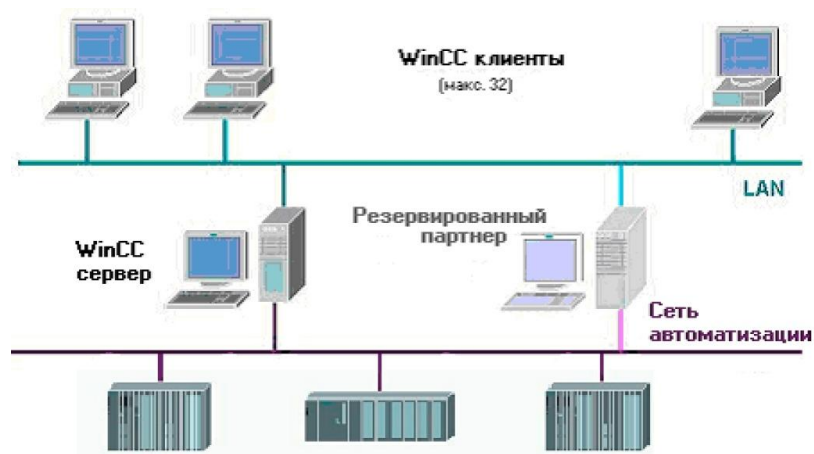 WinCC клиенты
(макс. 32)
LAN
Резервированный
партнер
WinCC
сервер
Сеть
автоматизации